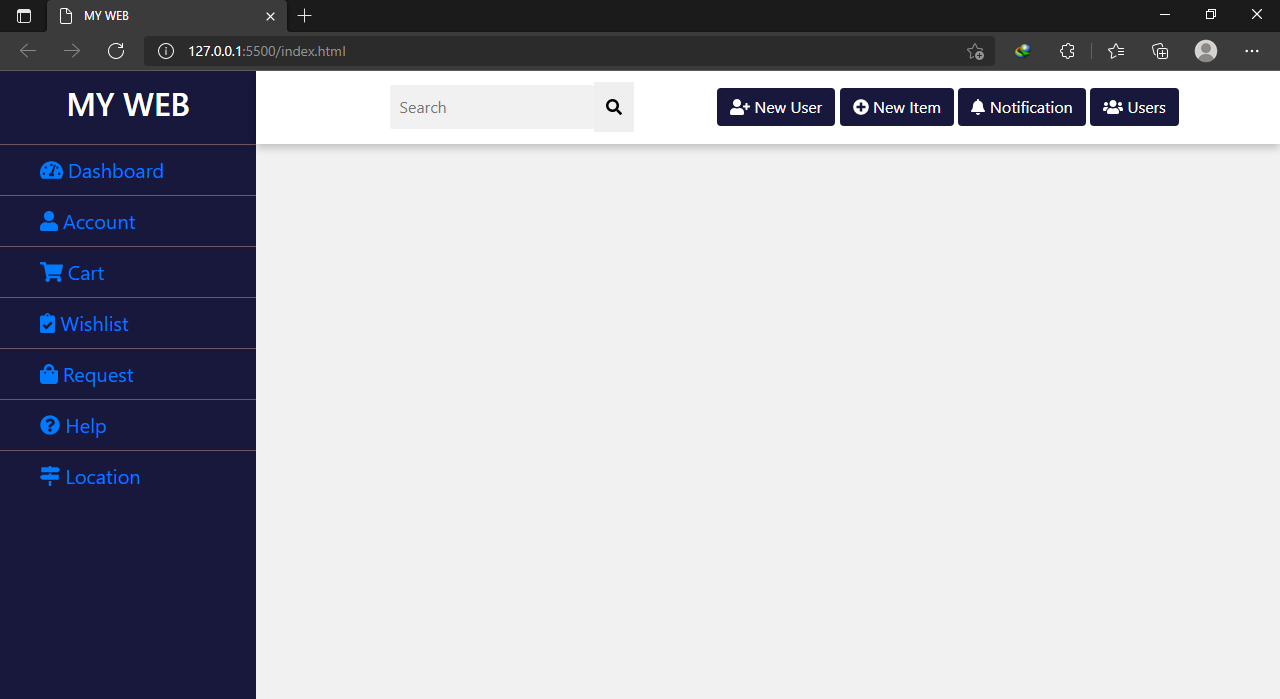 MY WEB
127.0.0.1:5500/index.html
MY WEB
Search
New User
New Item
Notification
Users
Dashboard
Account
Cart
Wishlist
Request
Help
Location